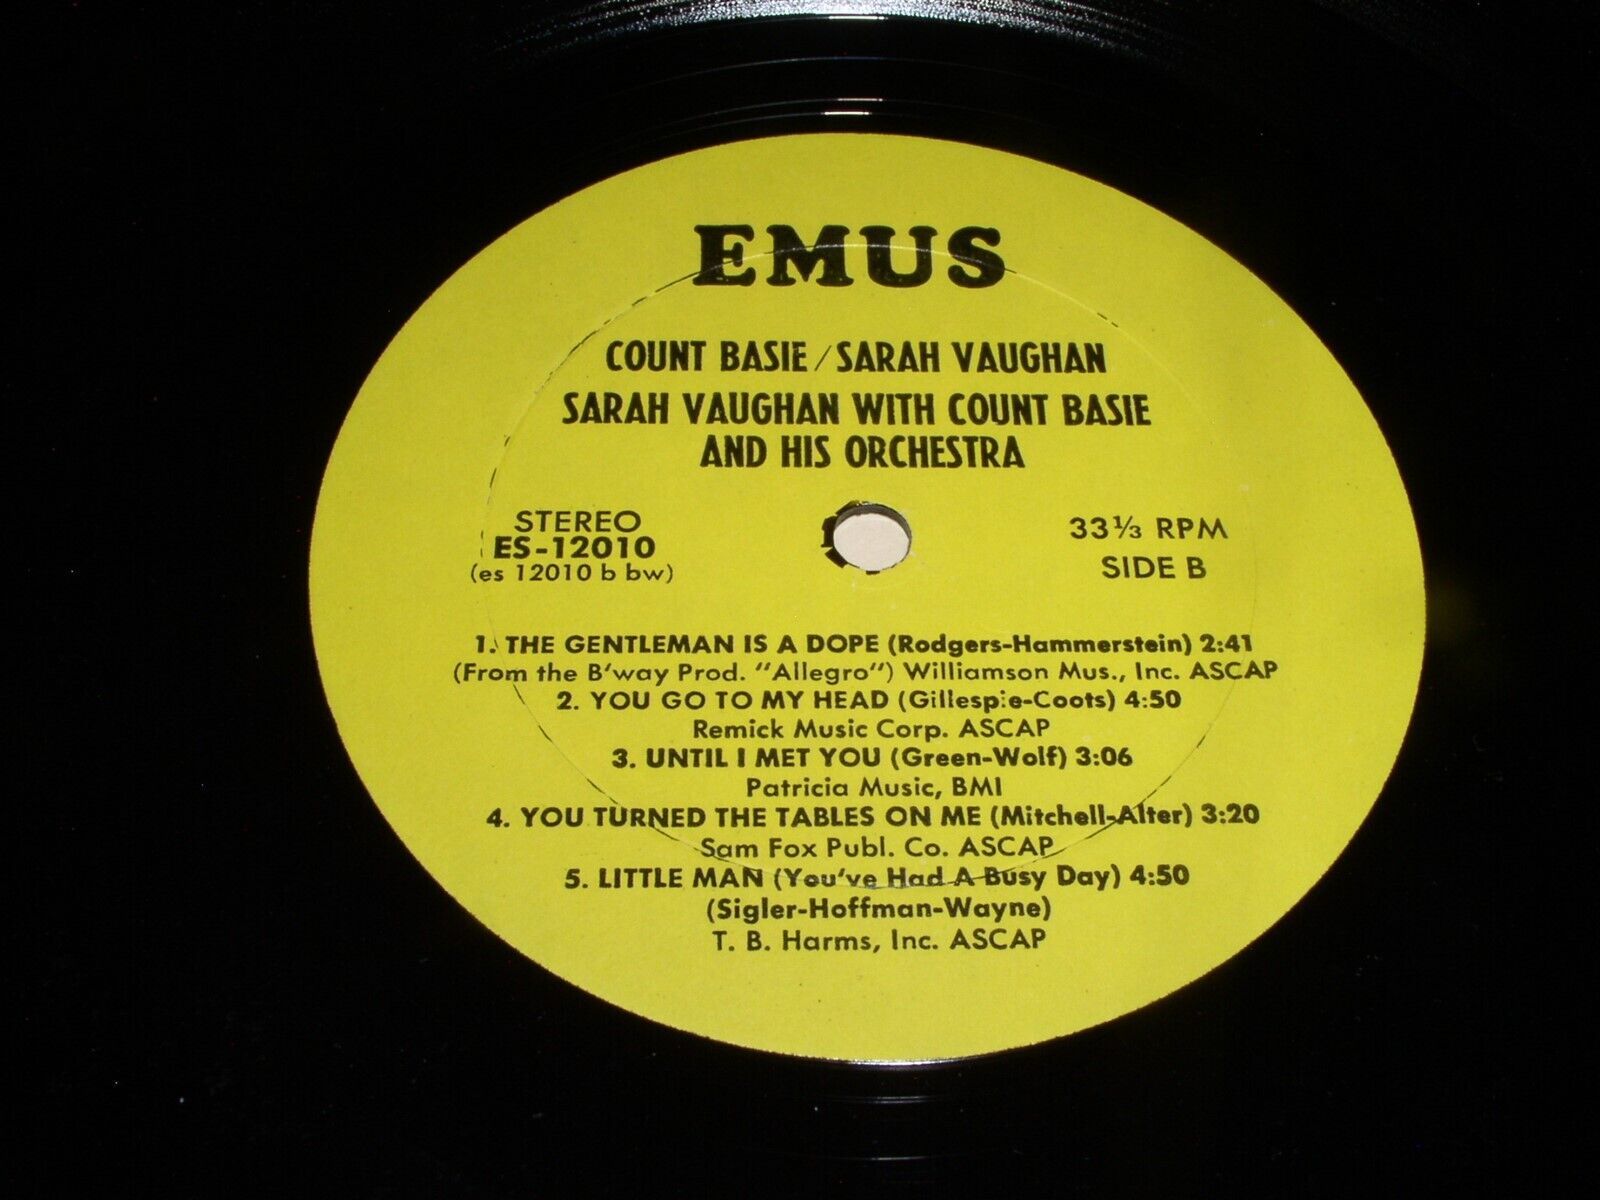 EMUS
COUNT BASIE/SARAH VAUGHAN
SARAH VAUGHAN WITH COUNT BASIE
AND HIS ORCHESTRA
STEREO
ES-12010
(es 12010 b bw)
33⅓ RPM
SIDE B
1. THE GENTLEMAN IS A DOPE (Rodgers-Hammerstein) 2:41
(From the B'way Prod. "Allegro") Williamson Mus., Inc. ASCAP
2. YOU GO TO MY HEAD (Gillespie-Coots) 4:50
Remick Music Corp. ASCAP
3. UNTIL I MET YOU (Green-Wolf) 3:06
Patricia Music, BMI
4. YOU TURNED THE TABLES ON ME (Mitchell-Alter) 3:20
Sam Fox Publ. Co. ASCAP
5. LITTLE MAN (You've Had A Busy Day) 4:50
(Sigler-Hoffman-Wayne)
T. B. Harms, Inc. ASCAP